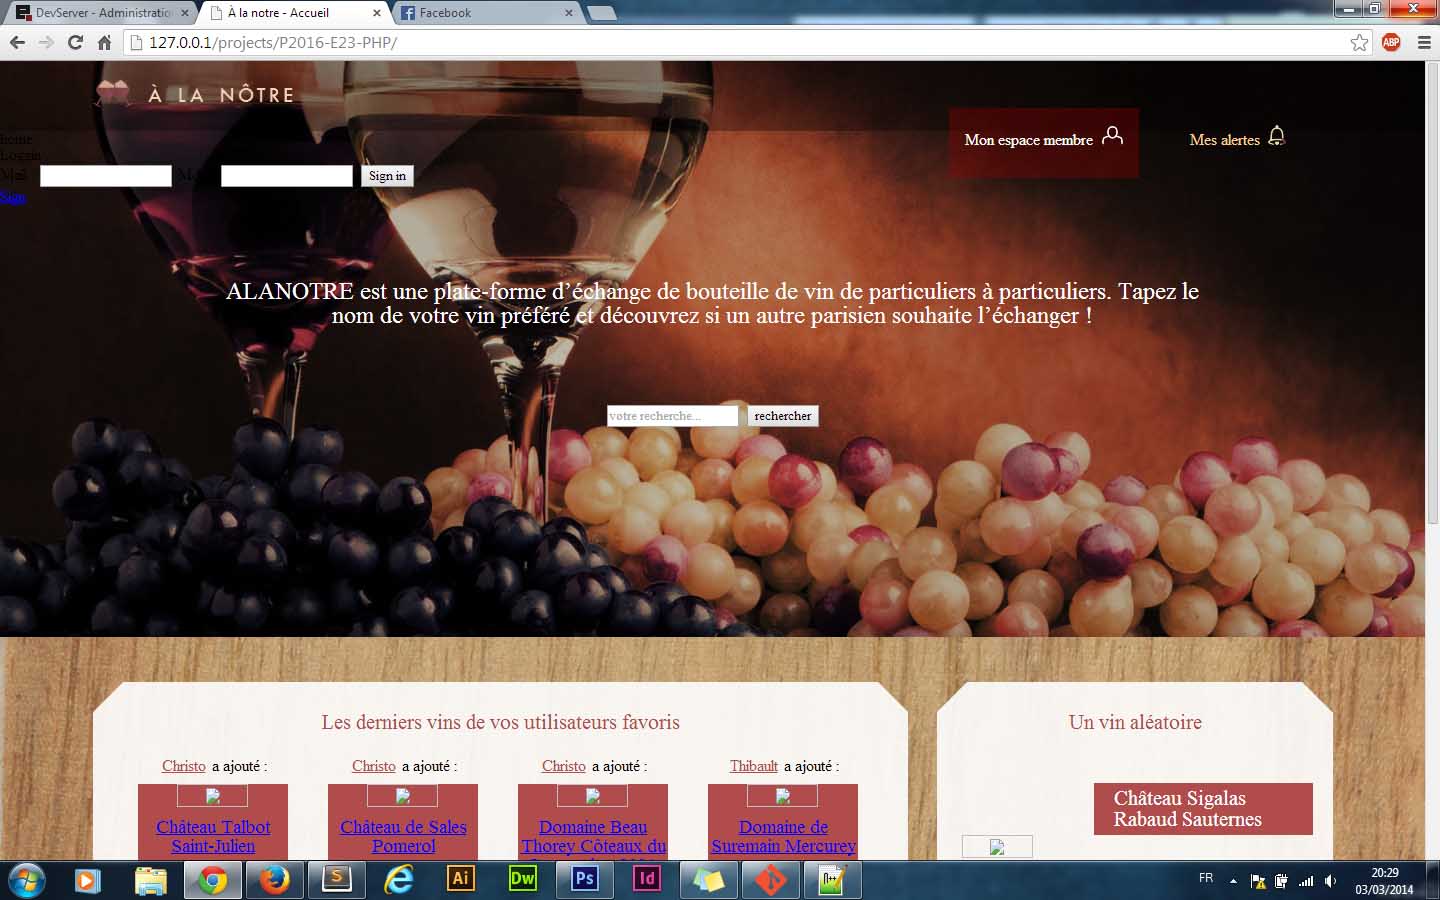 DevServer - Administratio
À la notre - Accueil
Facebook
127.0.0.1/projects/P2016-E23-PHP/
ABP
À LA NÔTRE
Mon espace membre
Mes alertes
home
Loggin
Mail
Sign in
Sign
ALANOTRE est une plate-forme d’échange de bouteille de vin de particuliers à particuliers. Tapez le
nom de votre vin préféré et découvrez si un autre parisien souhaite l’échanger !
votre recherche...
rechercher
Les derniers vins de vos utilisateurs favoris
Christo a ajouté :
Christo a ajouté :
Christo a ajouté :
Thibault a ajouté :
Château Talbot
Saint-Julien
Château de Sales
Pomerol
Domaine Beau
Thorey Côteaux du
Domaine de
Suremain Mercurey
Un vin aléatoire
Château Sigalas
Rabaud Sauternes
S
Ai
Dw
Ps
Id
FR
20:29
03/03/2014